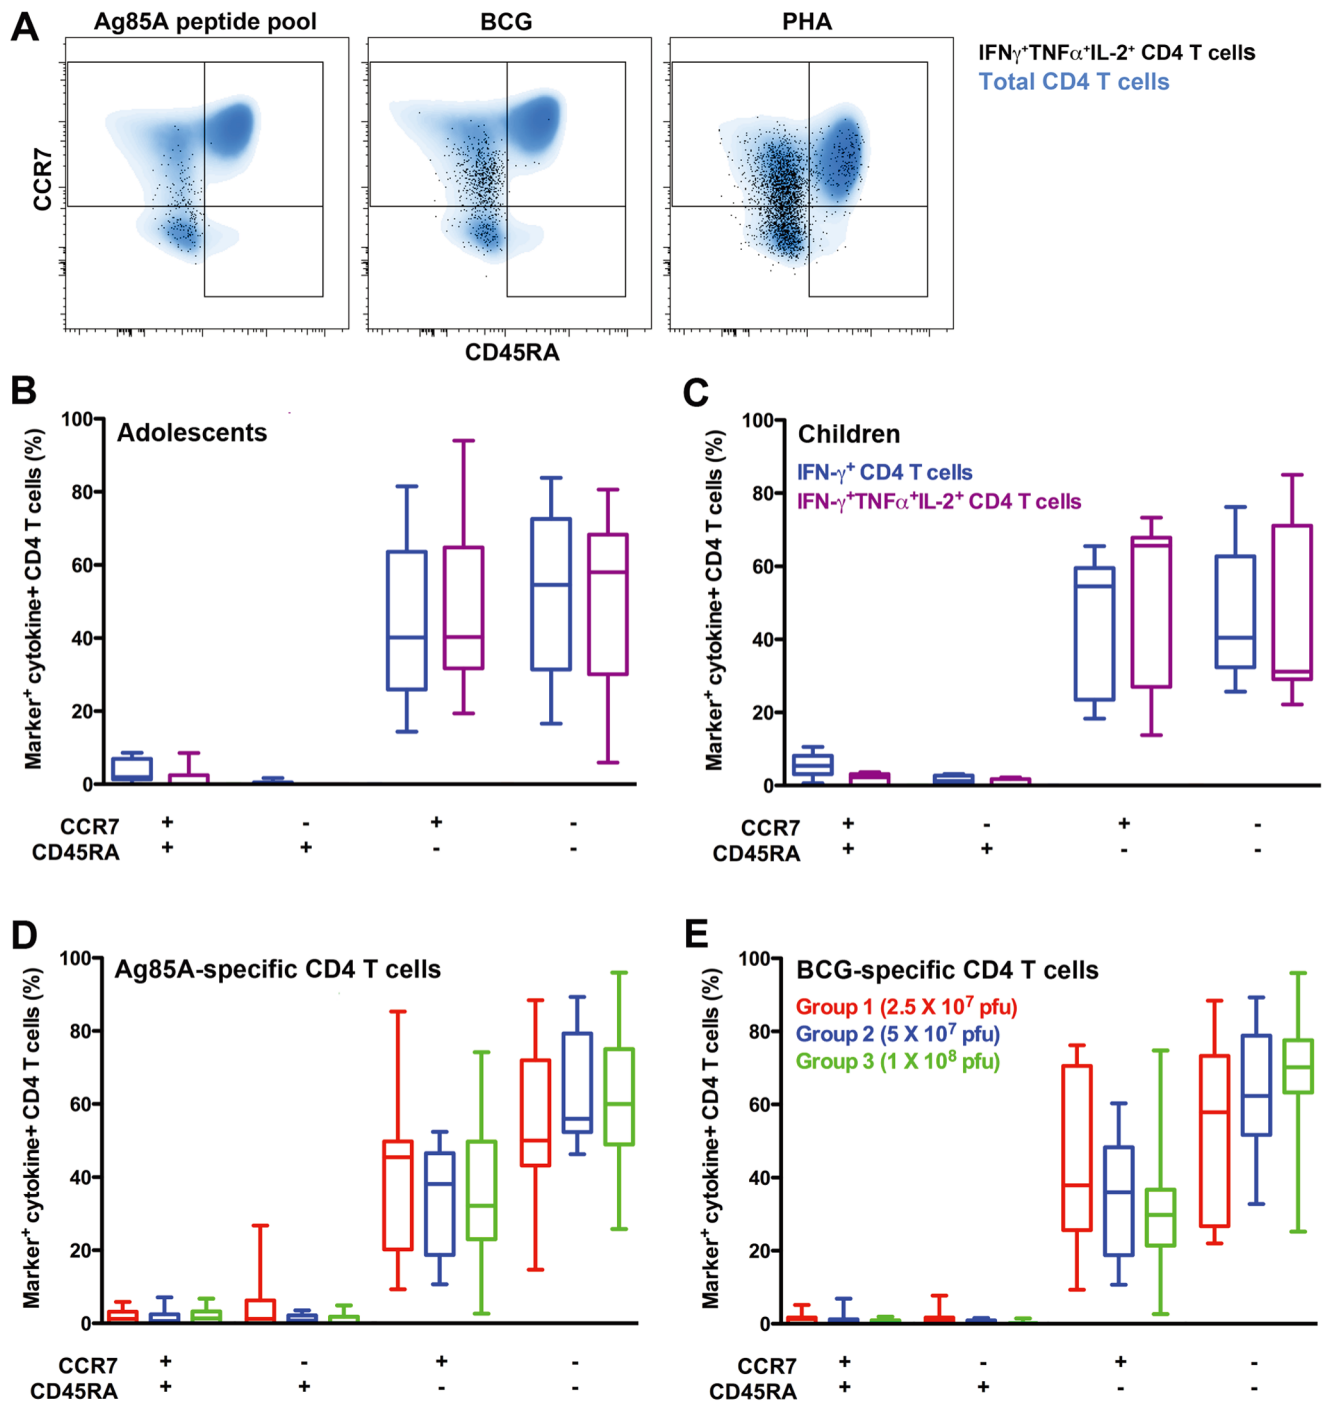 A
Ag85A peptide pool
BCG
PHA
IFNγ⁺TNFα⁺IL-2⁺ CD4 T cells
Total CD4 T cells
CCR7
CD45RA
B
Marker⁺ cytokine+ CD4 T cells (%)
100
80
60
40
20
0
Adolescents
CCR7 + - + -
CD45RA + + - -
C
Marker⁺ cytokine+ CD4 T cells (%)
100
80
60
40
20
0
Children
IFN-γ⁺ CD4 T cells
IFN-γ⁺TNFα⁺IL-2⁺ CD4 T cells
CCR7 + - + -
CD45RA + + - -
D
Marker⁺ cytokine+ CD4 T cells (%)
100
80
60
40
20
0
Ag85A-specific CD4 T cells
CCR7 + - + -
CD45RA + + - -
E
Marker⁺ cytokine+ CD4 T cells (%)
100
80
60
40
20
0
BCG-specific CD4 T cells
Group 1 (2.5 X 10⁷ pfu)
Group 2 (5 X 10⁷ pfu)
Group 3 (1 X 10⁸ pfu)
CCR7 + - + -
CD45RA + + - -